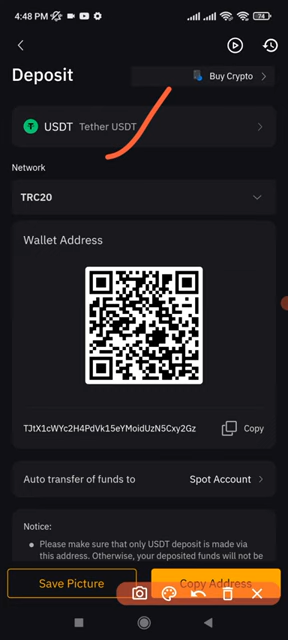 4:48 PM
74
Deposit
Buy Crypto
USDT Tether USDT
Network
TRC20
Wallet Address
TJtX1cWYc2H4PdVk15eYMoidUzN5Cxy2Gz
Copy
Auto transfer of funds to Spot Account
Notice:
Please make sure that only USDT deposit is made via
this address. Otherwise, your deposited funds will not be
Save Picture
Copy Address